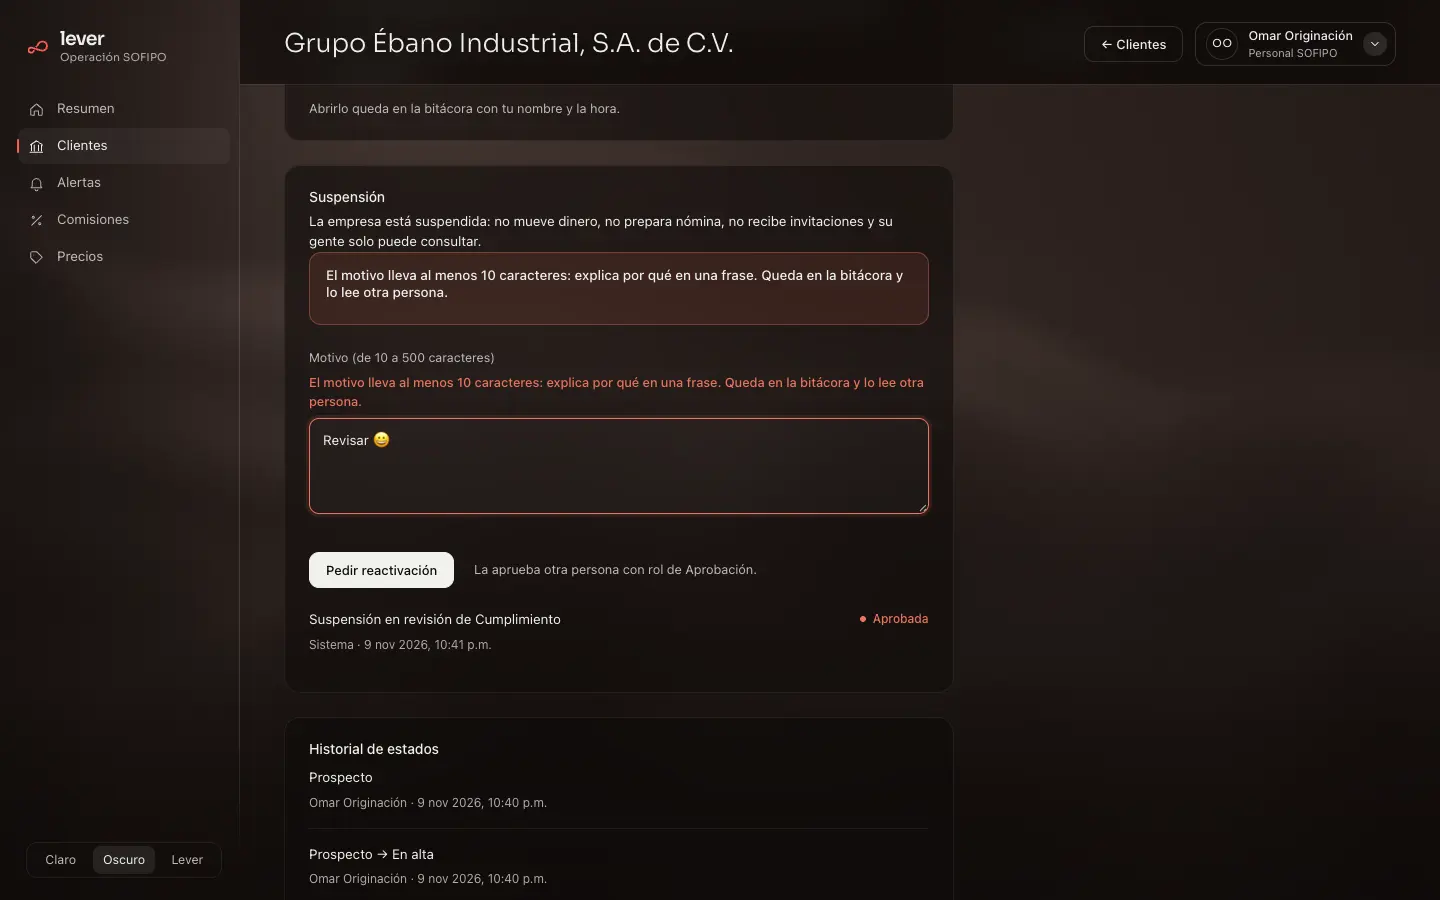 lever
Operación SOFIPO
Resumen
Clientes
Alertas
Comisiones
Precios
Claro
Oscuro
Lever
Grupo Ébano Industrial, S.A. de C.V.
← Clientes
OO
Omar Originación
Personal SOFIPO
Abrirlo queda en la bitácora con tu nombre y la hora.
Suspensión
La empresa está suspendida: no mueve dinero, no prepara nómina, no recibe invitaciones y su
gente solo puede consultar.
El motivo lleva al menos 10 caracteres: explica por qué en una frase. Queda en la bitácora y
lo lee otra persona.
Motivo (de 10 a 500 caracteres)
El motivo lleva al menos 10 caracteres: explica por qué en una frase. Queda en la bitácora y lo lee otra
persona.
Revisar 😀
Pedir reactivación
La aprueba otra persona con rol de Aprobación.
Suspensión en revisión de Cumplimiento
Aprobada
Sistema · 9 nov 2026, 10:41 p.m.
Historial de estados
Prospecto
Omar Originación · 9 nov 2026, 10:40 p.m.
Prospecto → En alta
Omar Originación · 9 nov 2026, 10:40 p.m.